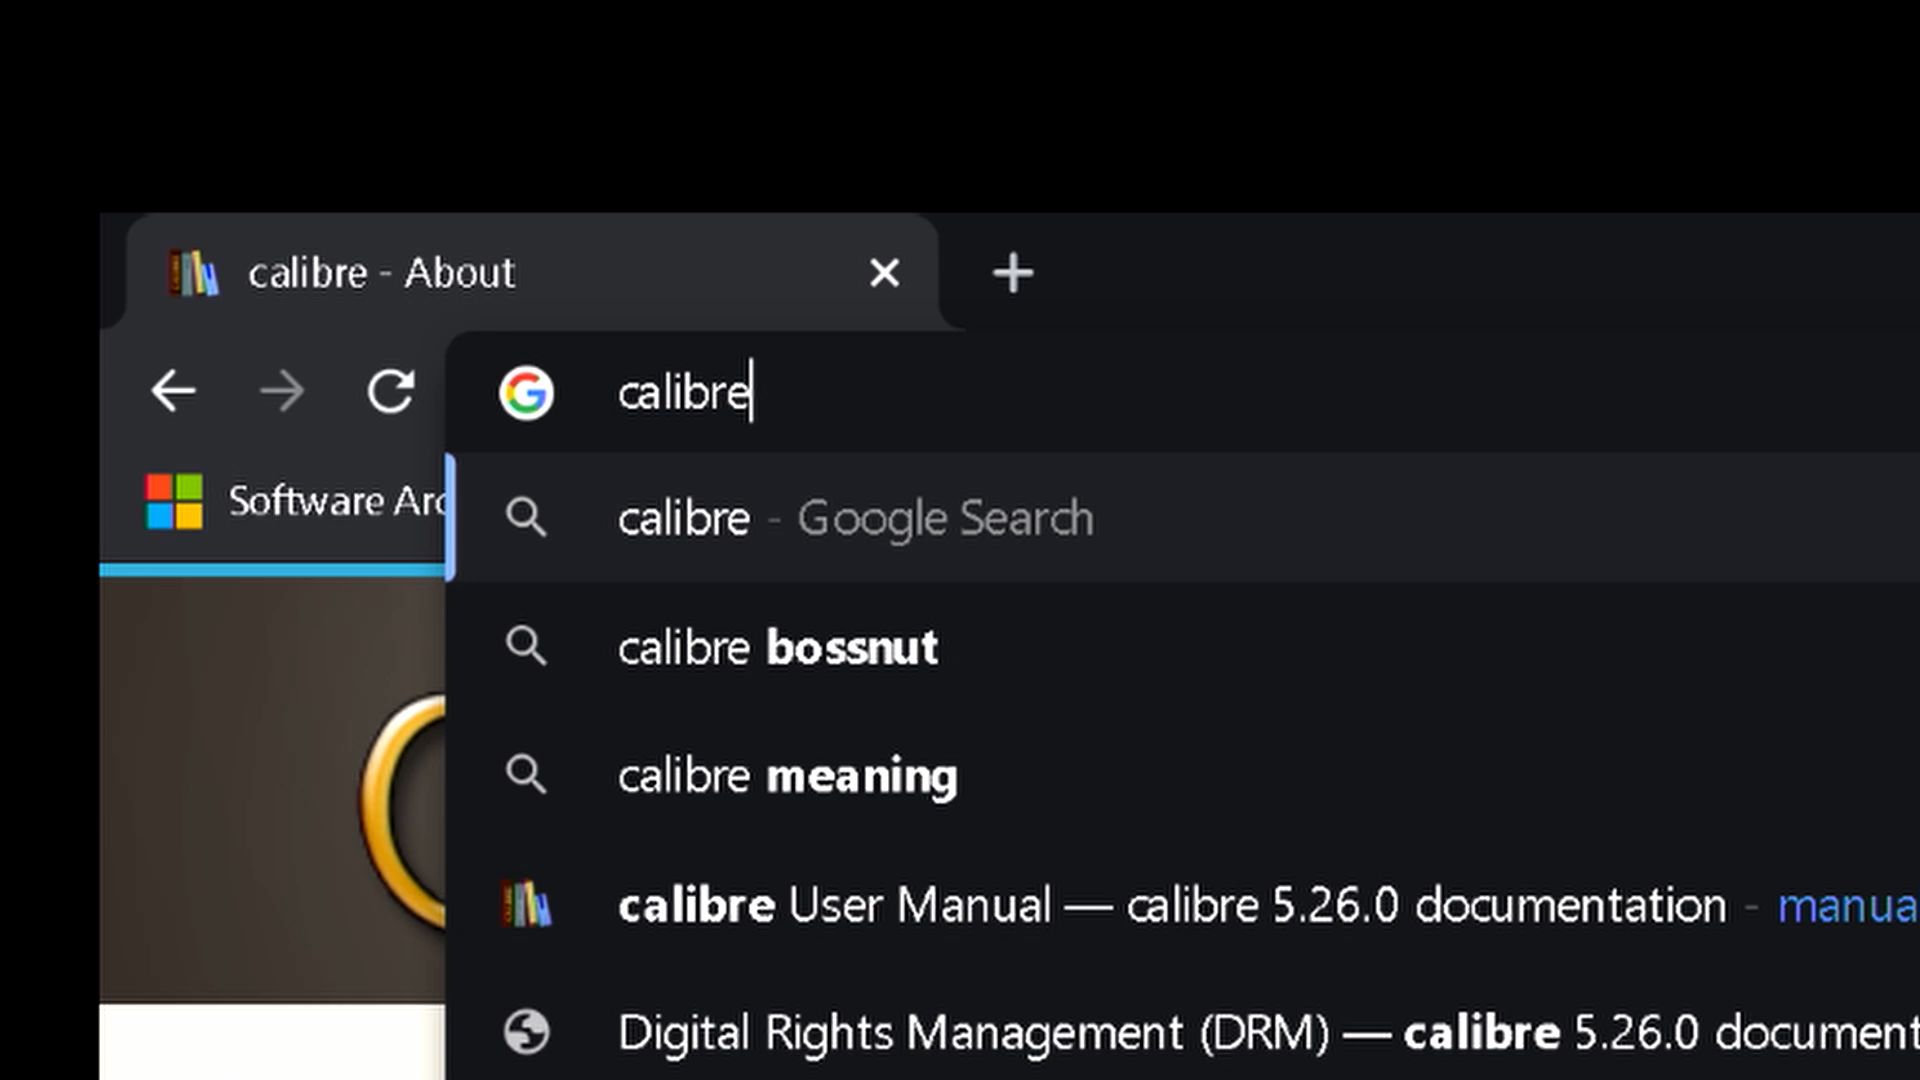 calibre - About
calibre
Software Arc
calibre - Google Search
calibre bossnut
calibre meaning
calibre User Manual — calibre 5.26.0 documentation - manua
Digital Rights Management (DRM) — calibre 5.26.0 document